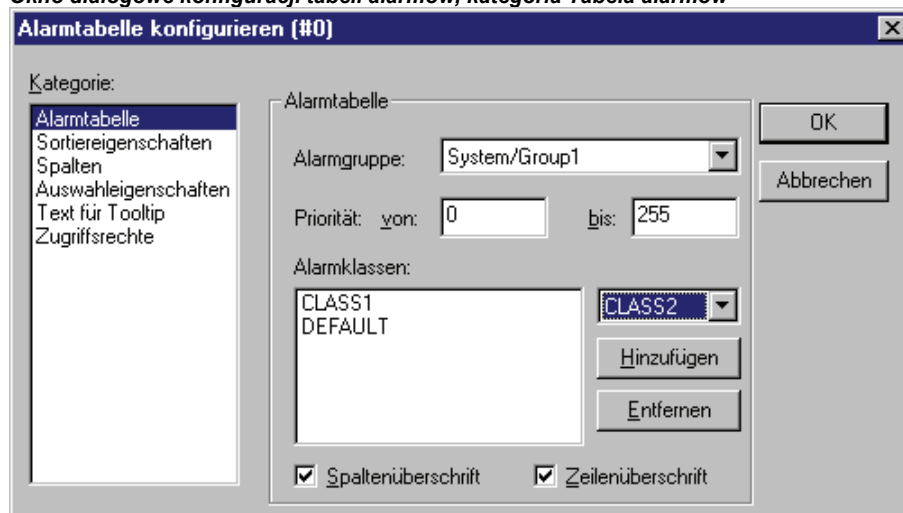 Okno dialogowe konfiguracji tabeli alarmów, kategoria Tabela alarmów
Alarmtabelle konfigurieren (#0)
Kategorie:
Alarmtabelle
Sortiereigenschaften
Spalten
Auswahleigenschaften
Text für Tooltip
Zugriffsrechte
Alarmtabelle
Alarmgruppe: System/Group1
Priorität: von: 0 bis: 255
Alarmklassen:
CLASS1
DEFAULT
CLASS2
Hinzufügen
Entfernen
Spaltenüberschrift Zeilenüberschrift
OK
Abbrechen